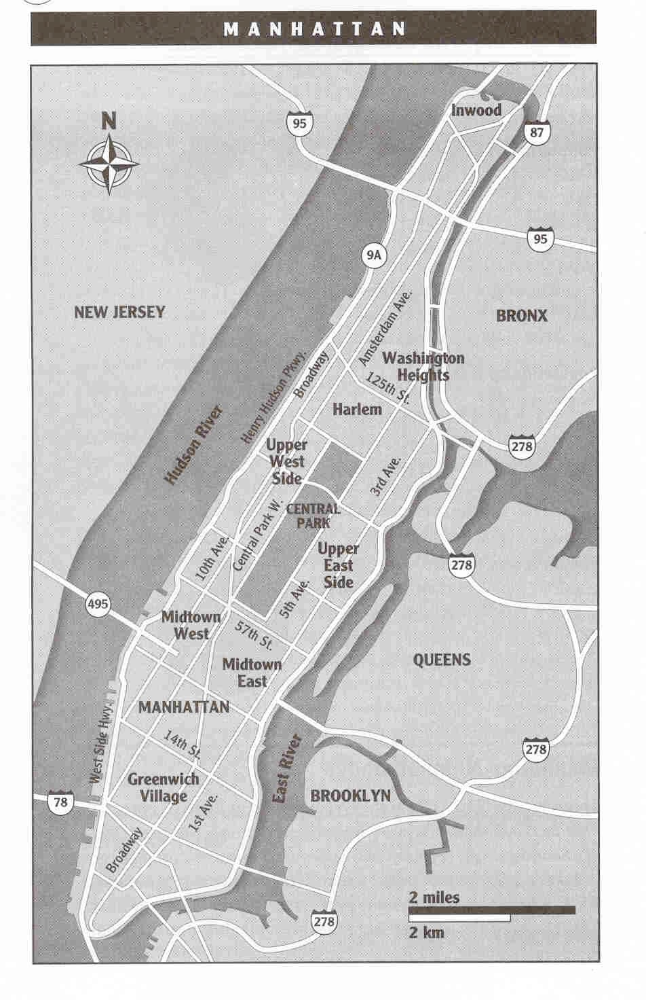 MANHATTAN
N
95
Inwood
87
95
9A
NEW JERSEY
BRONX
Amsterdam Ave.
Washington
Heights
Henry Hudson Pkwy.
Broadway
125th St.
Harlem
Hudson River
Upper
West
Side
278
3rd Ave.
CENTRAL
PARK
Central Park W.
10th Ave.
Upper
East
Side
278
5th Ave.
495
Midtown
West
57th St.
Midtown
East
QUEENS
MANHATTAN
West Side Hwy.
14th St.
278
East River
Greenwich
Village
BROOKLYN
78
1st Ave.
Broadway
2 miles
278
2 km